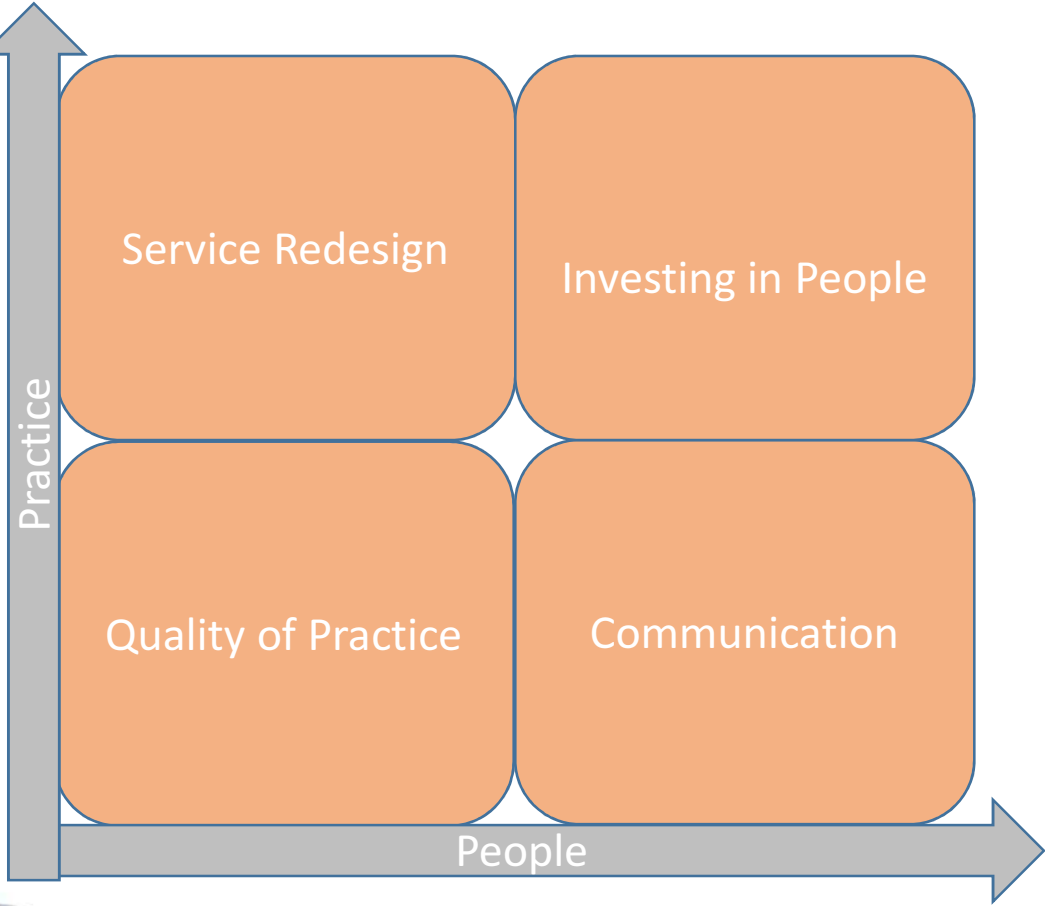 Service Redesign
Investing in People
Practice
Quality of Practice
Communication
People